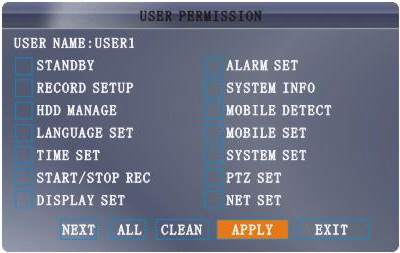 USER PERMISSION
USER NAME:USER1
STANDBY ALARM SET
RECORD SETUP SYSTEM INFO
HDD MANAGE MOBILE DETECT
LANGUAGE SET MOBILE SET
TIME SET SYSTEM SET
START/STOP REC PTZ SET
DISPLAY SET NET SET
NEXT ALL CLEAN APPLY EXIT